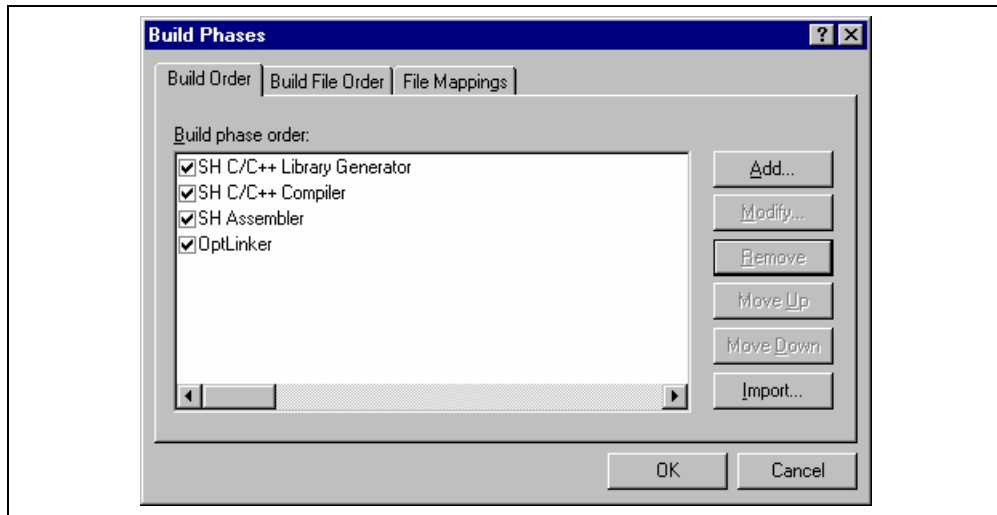 Build Phases
Build Order
Build File Order
File Mappings
Build phase order:
SH C/C++ Library Generator
SH C/C++ Compiler
SH Assembler
OptLinker
Add...
Modify...
Remove
Move Up
Move Down
Import...
OK
Cancel